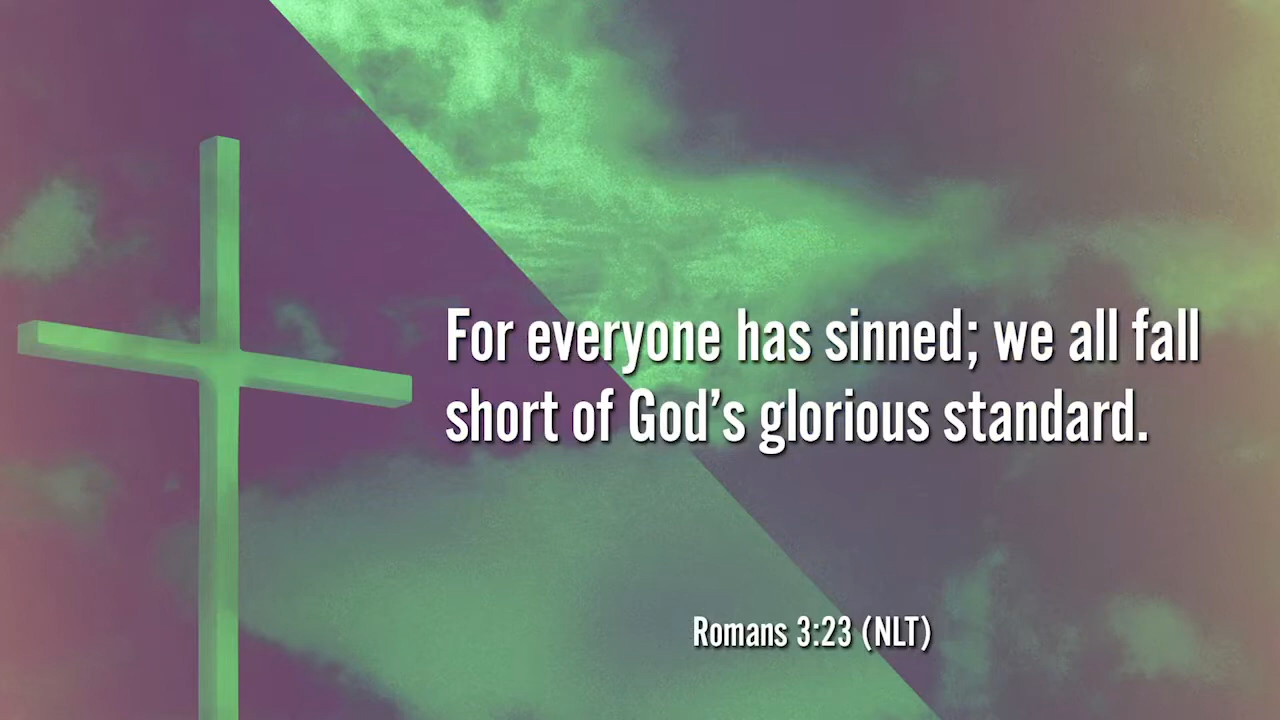 For everyone has sinned; we all fall
short of God’s glorious standard.
Romans 3:23 (NLT)